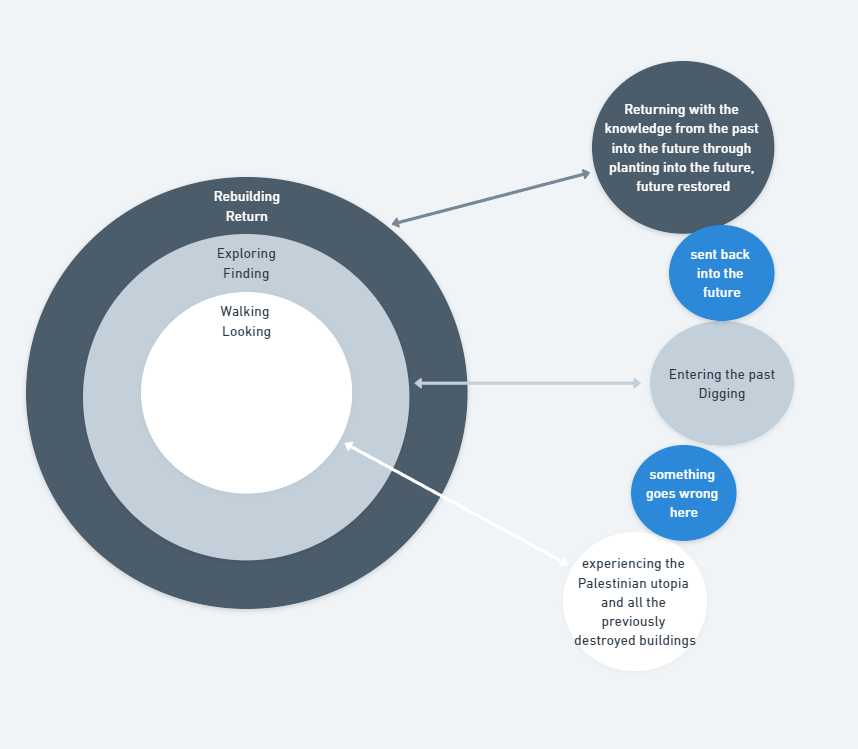 Rebuilding
Return
Exploring
Finding
Walking
Looking
Returning with the
knowledge from the past
into the future through
planting into the future,
future restored
sent back
into the
future
Entering the past
Digging
something
goes wrong
here
experiencing the
Palestinian utopia
and all the
previously
destroyed buildings